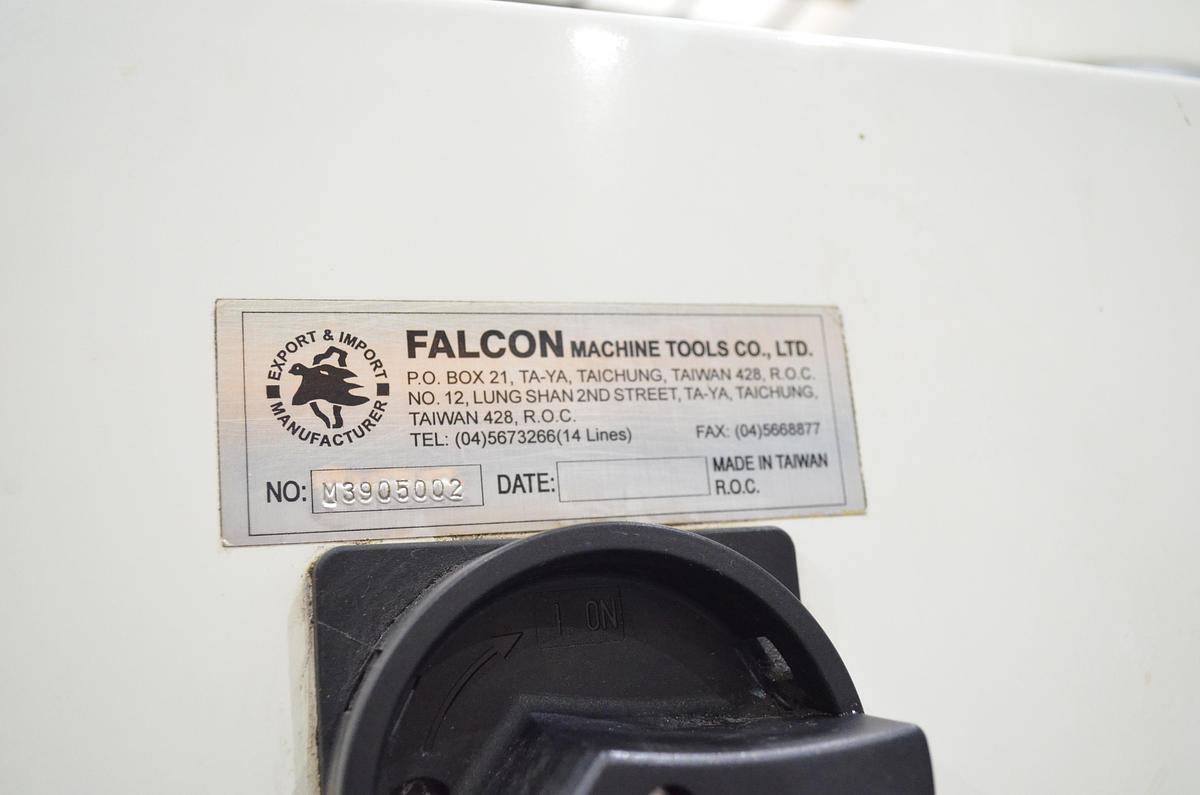 EXPORT & IMPORT
MANUFACTURER
FALCON MACHINE TOOLS CO., LTD.
P.O. BOX 21, TA-YA, TAICHUNG, TAIWAN 428, R.O.C.
NO. 12, LUNG SHAN 2ND STREET, TA-YA, TAICHUNG,
TAIWAN 428, R.O.C.
TEL: (04)5673266(14 Lines) FAX: (04)5668877
NO: M3905002 DATE: MADE IN TAIWAN
R.O.C.
I ON